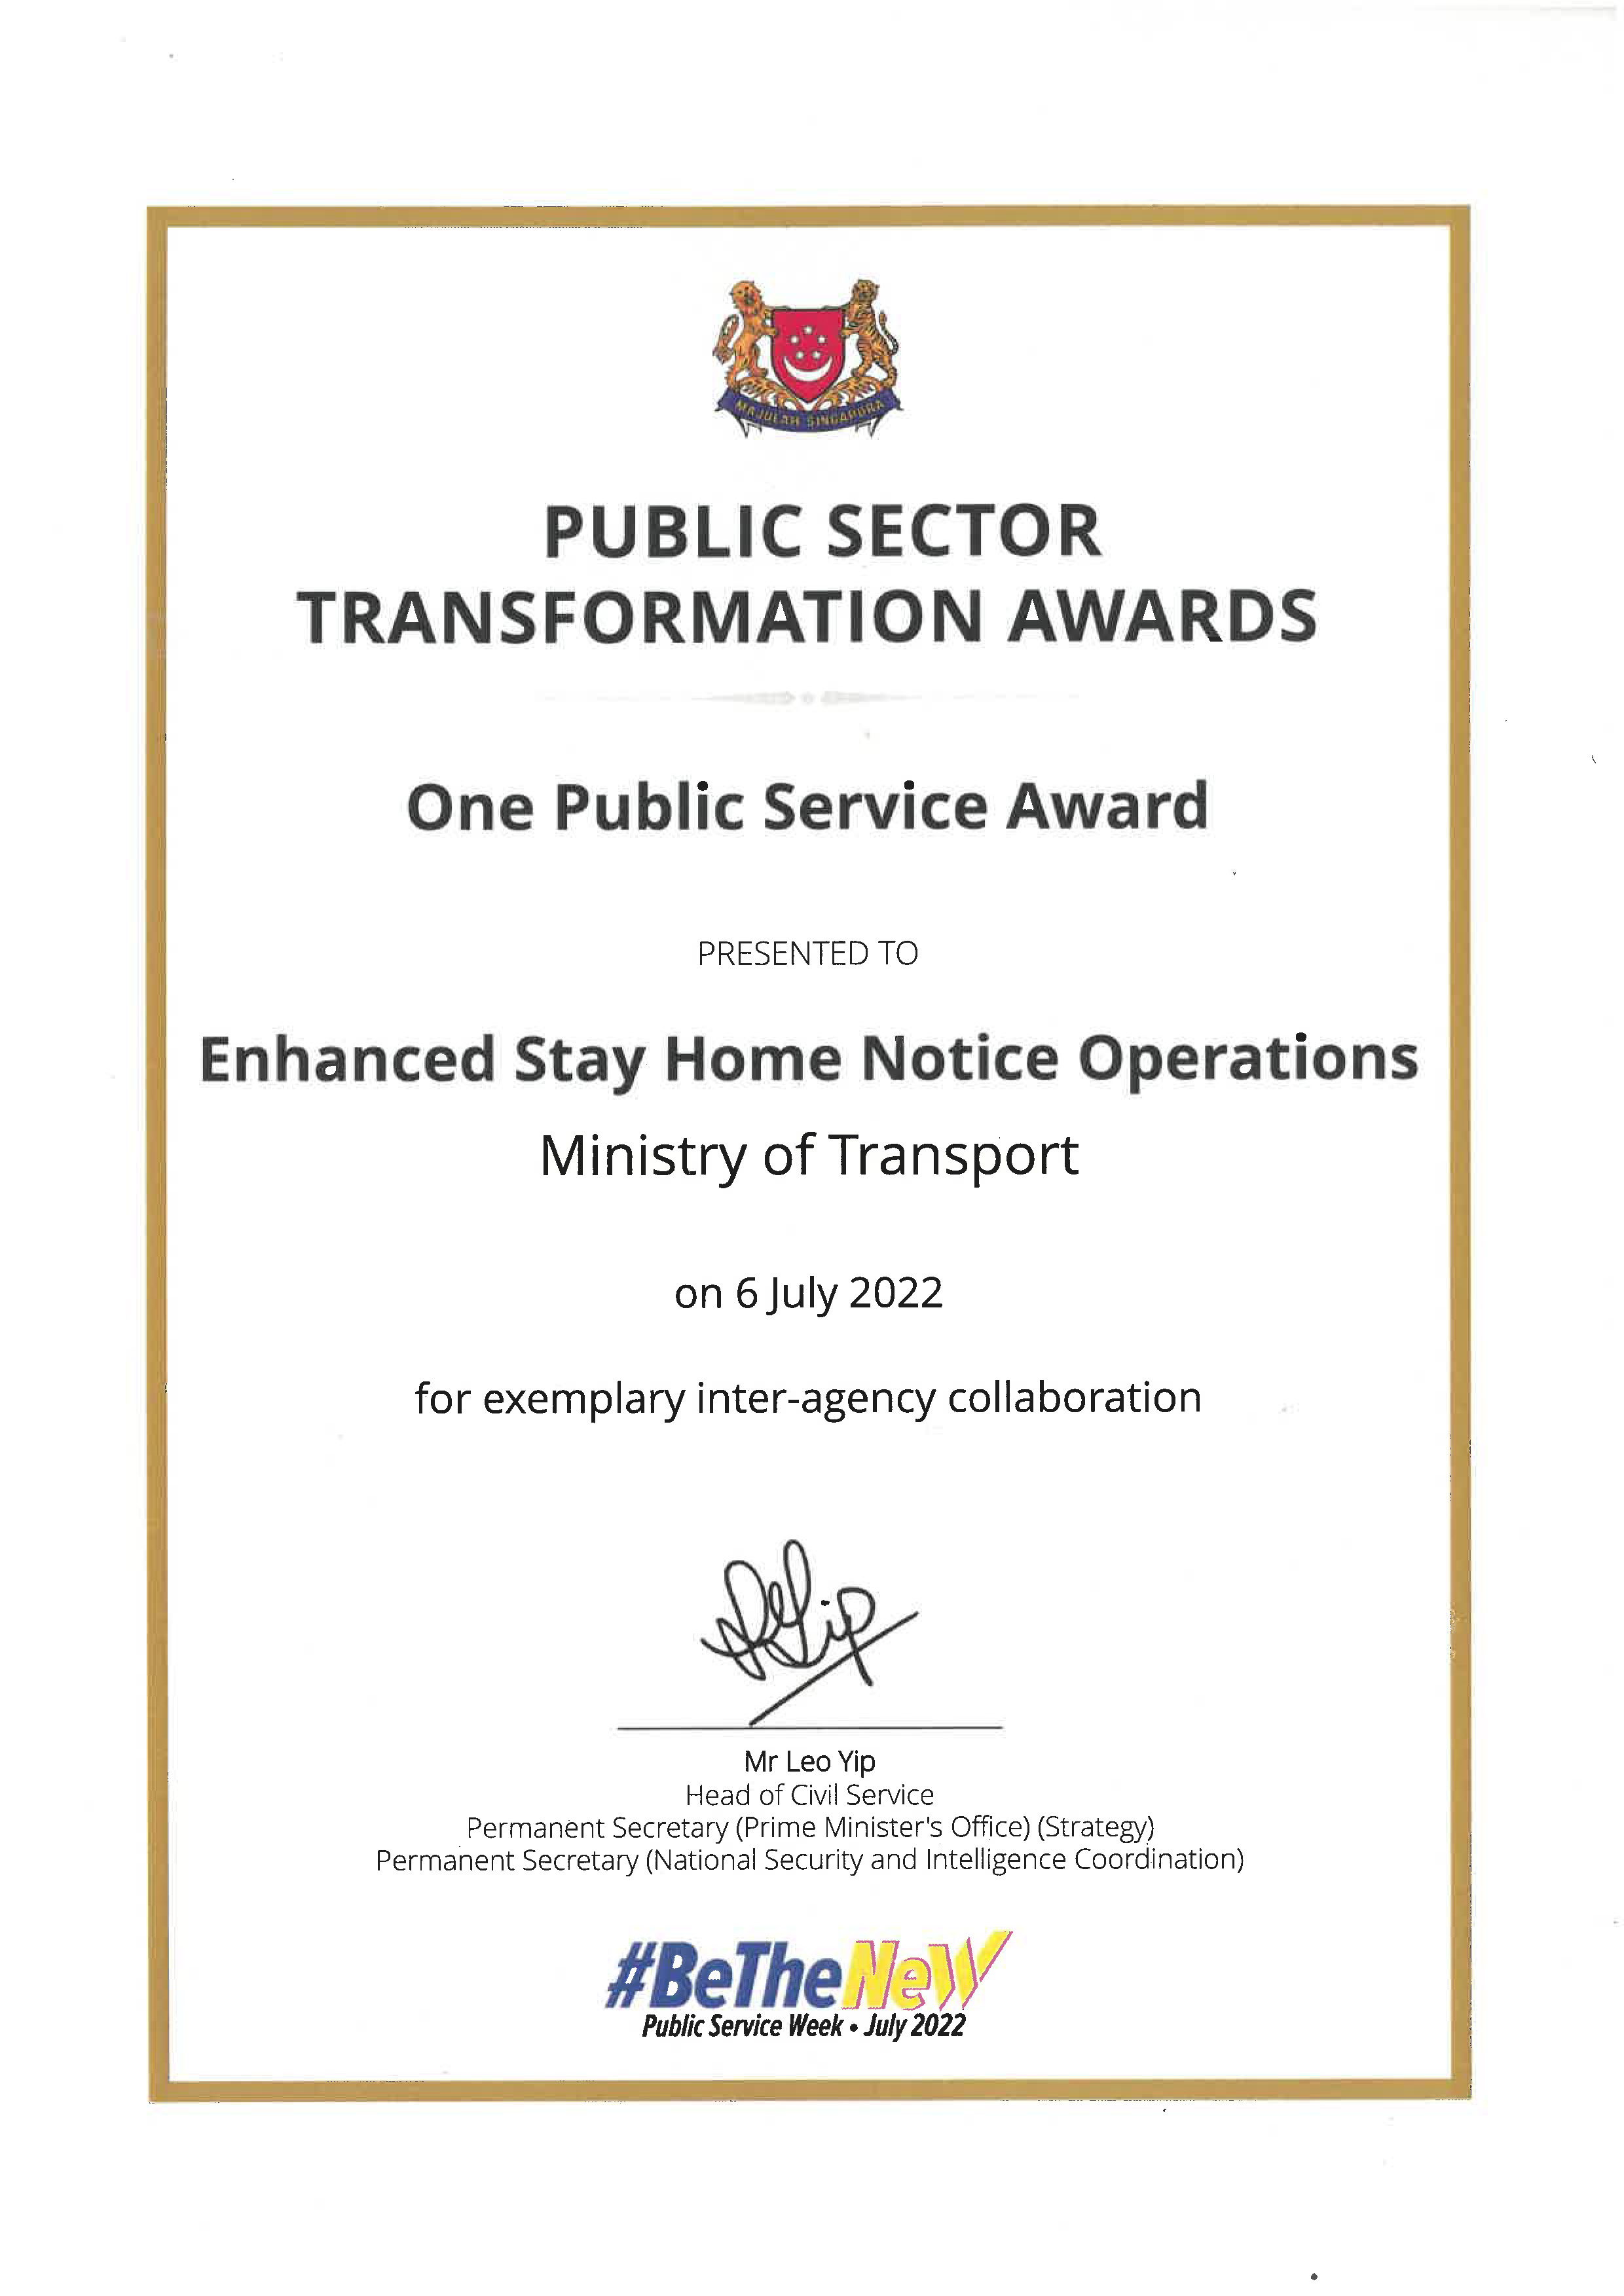 MAJULAH SINGAPURA
PUBLIC SECTOR
TRANSFORMATION AWARDS
One Public Service Award
PRESENTED TO
Enhanced Stay Home Notice Operations
Ministry of Transport
on 6 July 2022
for exemplary inter-agency collaboration
Mr Leo Yip
Head of Civil Service
Permanent Secretary (Prime Minister's Office) (Strategy)
Permanent Secretary (National Security and Intelligence Coordination)
#BeTheNeW
Public Service Week • July 2022